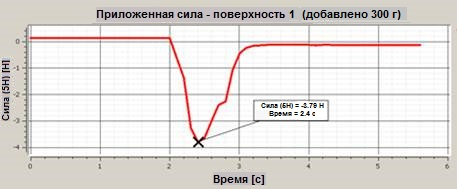 Приложенная сила - поверхность 1 (добавлено 300 г)
Сила (5Н) [Н]
0
-1
-2
-3
-4
Сила (5Н) = -3.79 Н
Время = 2.4 с
0 1 2 3 4 5 6
Время [с]